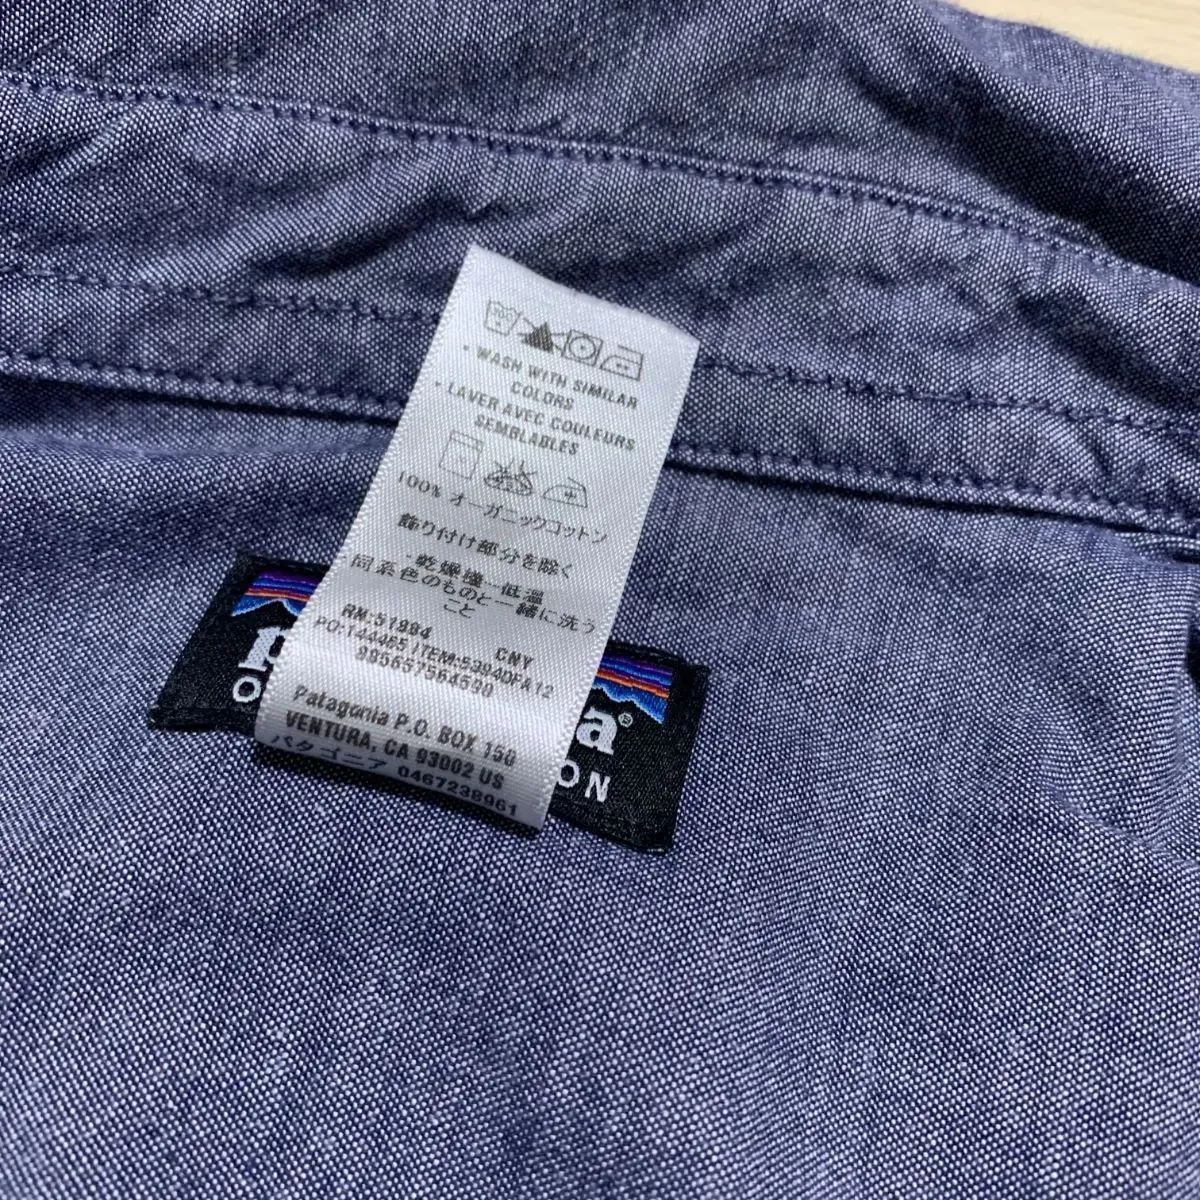 • WASH WITH SIMILAR
COLORS
• LAVER AVEC COULEURS
SEMBLABLES
100% オーガニックコットン
飾り付け部分を除く
・乾燥機－低温
同系色のものと一緒に洗う
こと
RN:51884 CNY
PO:144485 ITEM:5394DFA12
Patagonia P.O. BOX 150
VENTURA, CA 93002 US
パタゴニア 0467238961
p a®
O ON